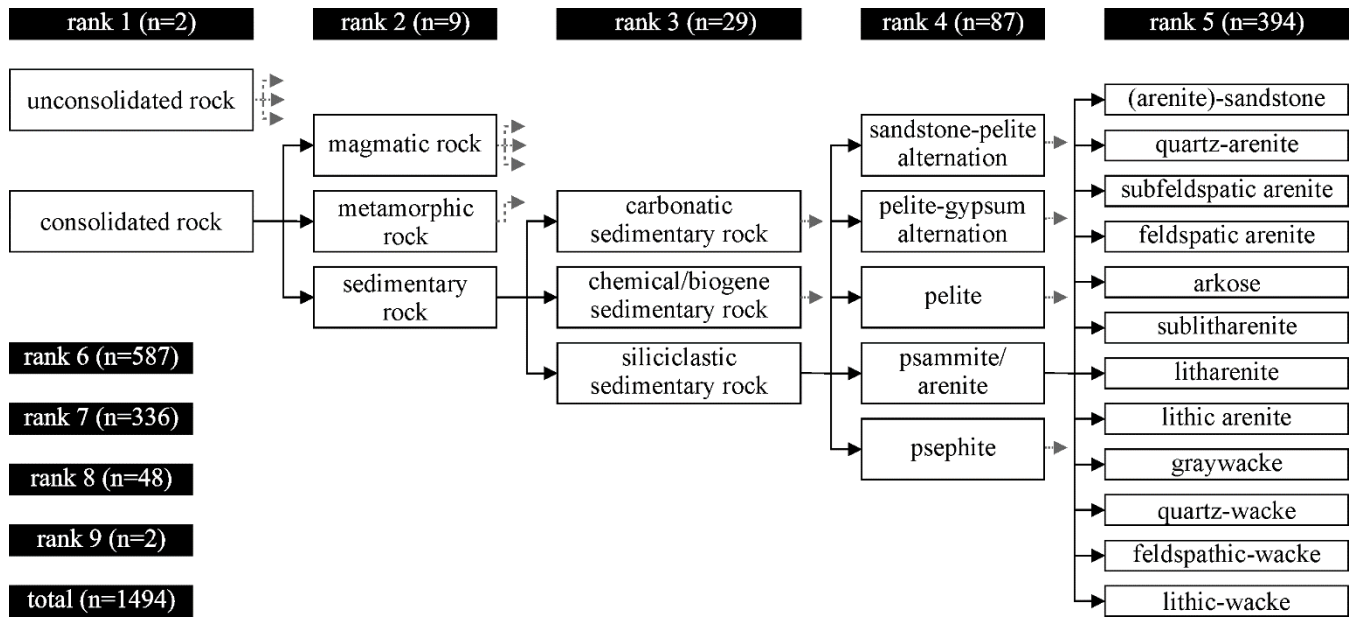 rank 1 (n=2)
rank 2 (n=9)
rank 3 (n=29)
rank 4 (n=87)
rank 5 (n=394)
unconsolidated rock
consolidated rock
magmatic rock
metamorphic
rock
sedimentary
rock
carbonatic
sedimentary rock
chemical/biogene
sedimentary rock
siliciclastic
sedimentary rock
sandstone-pelite
alternation
pelite-gypsum
alternation
pelite
psammite/
arenite
psephite
(arenite)-sandstone
quartz-arenite
subfeldspatic arenite
feldspatic arenite
arkose
sublitharenite
litharenite
lithic arenite
graywacke
quartz-wacke
feldspathic-wacke
lithic-wacke
rank 6 (n=587)
rank 7 (n=336)
rank 8 (n=48)
rank 9 (n=2)
total (n=1494)